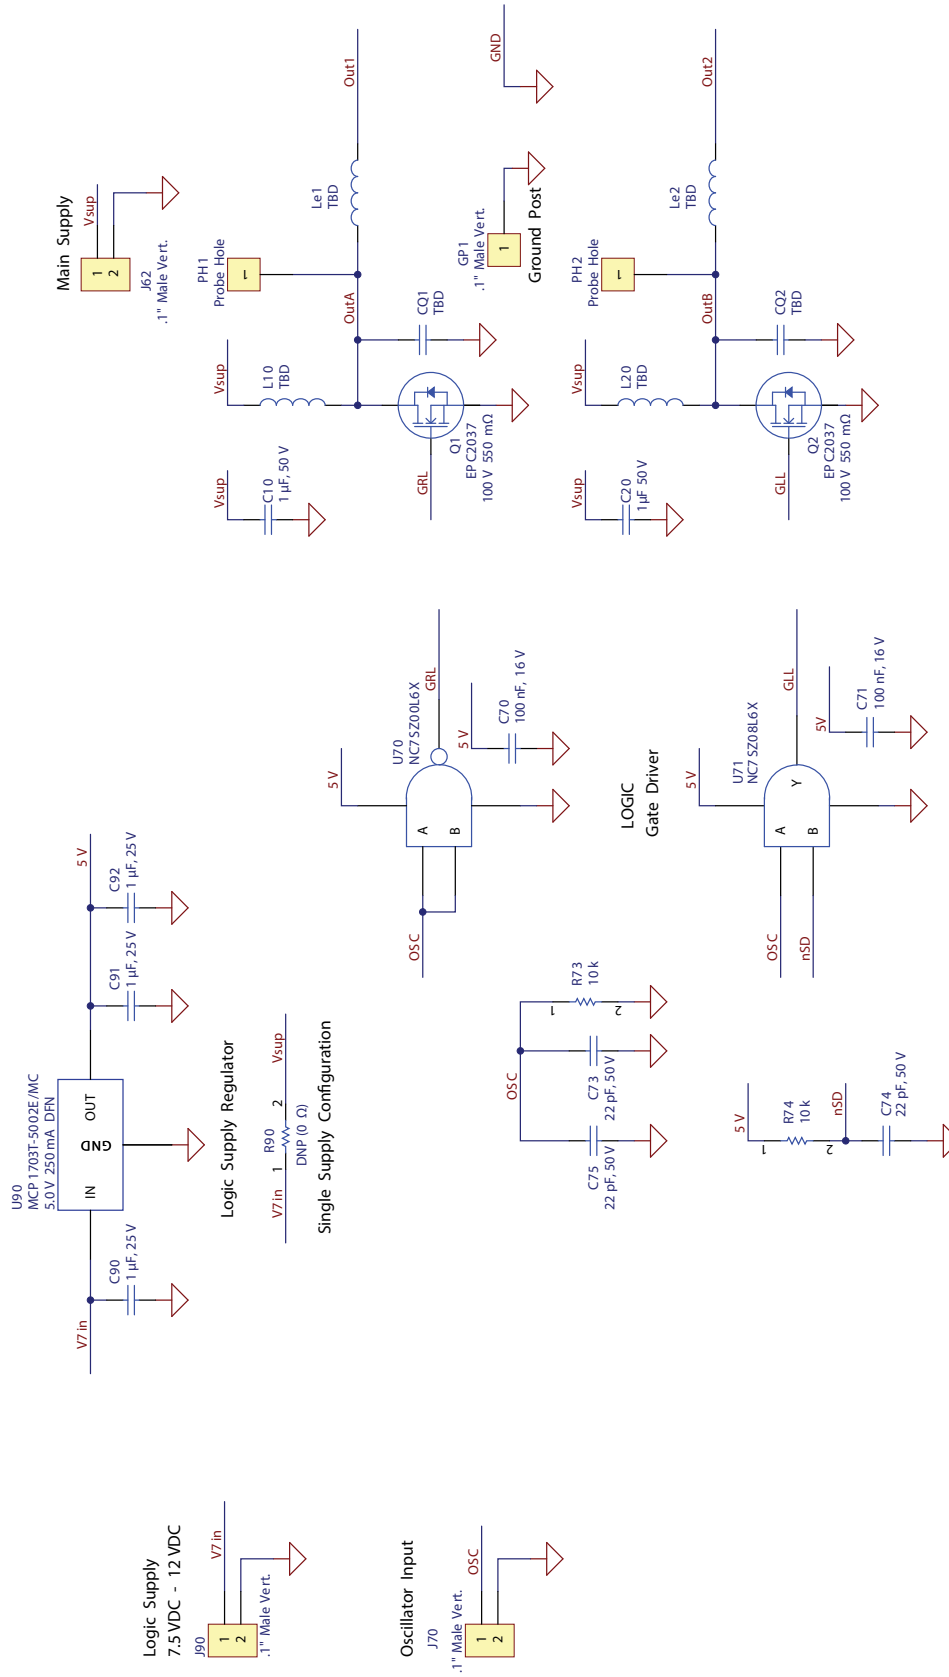 Logic Supply
7.5 VDC - 12 VDC
J90
1
2
V7 in
.1" Male Vert.
Oscillator Input
J70
.1" Male Vert.
1
2
OSC
U90
MCP 1703T-5002E/MC
5.0 V 250 mA DFN
IN
OUT
GND
V7 in
C90
1 µF, 25 V
C91
1 µF, 25 V
C92
1 µF, 25 V
5 V
Logic Supply Regulator
V7 in
1
R90
2
Vsup
DNP (0 Ω)
Single Supply Configuration
OSC
C75
22 pF, 50 V
C73
22 pF, 50 V
1
R73
10 k
2
5 V
1
R74
10 k
2
nSD
C74
22 pF, 50 V
5 V
U70
NC7 SZ00L6X
OSC
A
B
GRL
5 V
C70
100 nF, 16 V
LOGIC
Gate Driver
5 V
U71
NC7 SZ08L6X
OSC
nSD
A
B
Y
GLL
5V
C71
100 nF, 16 V
Main Supply
1
2
Vsup
J62
.1" Male Vert.
Vsup
C10
1 µF, 50 V
Vsup
L10
TBD
PH1
Probe Hole
1
OutA
CQ1
TBD
Le1
TBD
Out1
GRL
Q1
EP C2037
100 V 550 mΩ
GP1
.1" Male Vert.
1
Ground Post
GND
Vsup
C20
1µF 50 V
Vsup
L20
TBD
PH2
Probe Hole
1
OutB
CQ2
TBD
Le2
TBD
Out2
GLL
Q2
EP C2037
100 V 550 mΩ